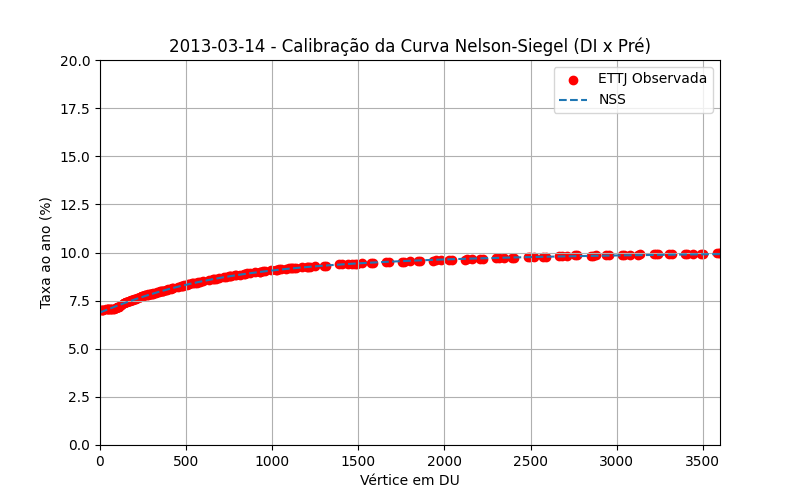 2013-03-14 - Calibração da Curva Nelson-Siegel (DI x Pré)
ETTJ Observada
NSS
20.0
17.5
15.0
12.5
10.0
7.5
5.0
2.5
0.0
Taxa ao ano (%)
0 500 1000 1500 2000 2500 3000 3500
Vértice em DU